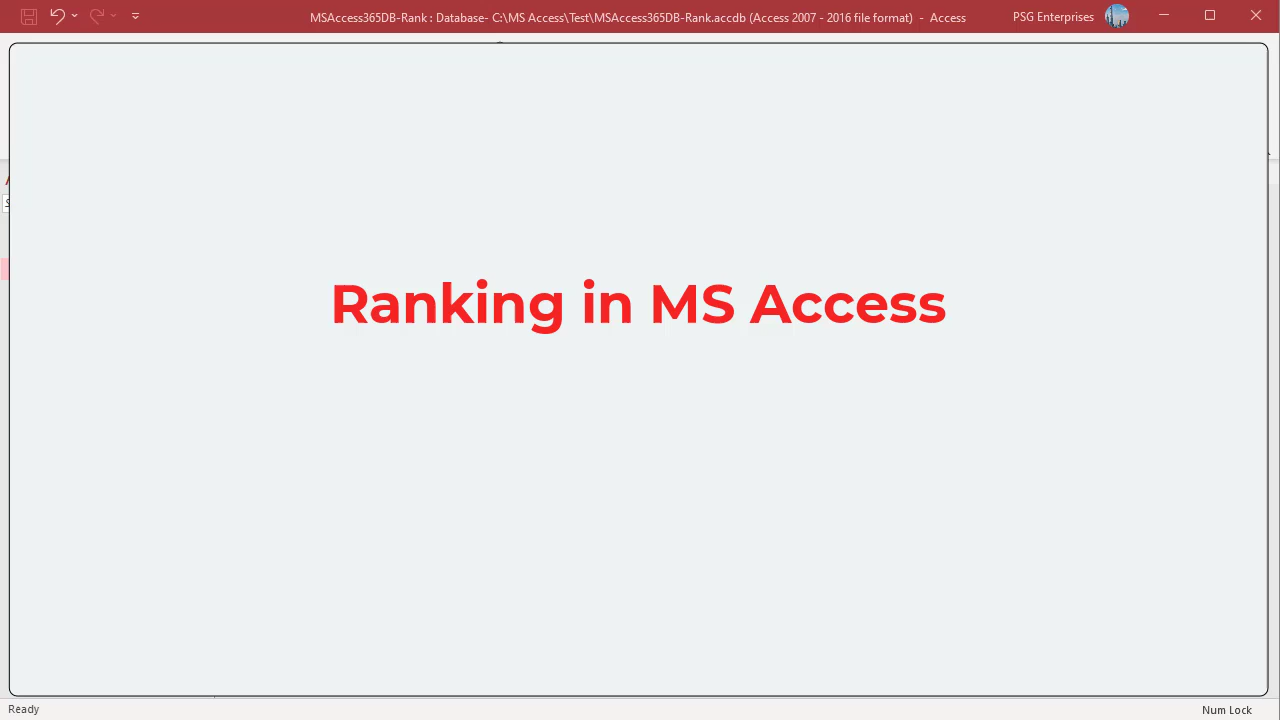 MSAccess365DB-Rank : Database- C:\MS Access\Test\MSAccess365DB-Rank.accdb (Access 2007 - 2016 file format) - Access
PSG Enterprises
Ranking in MS Access
Ready
Num Lock